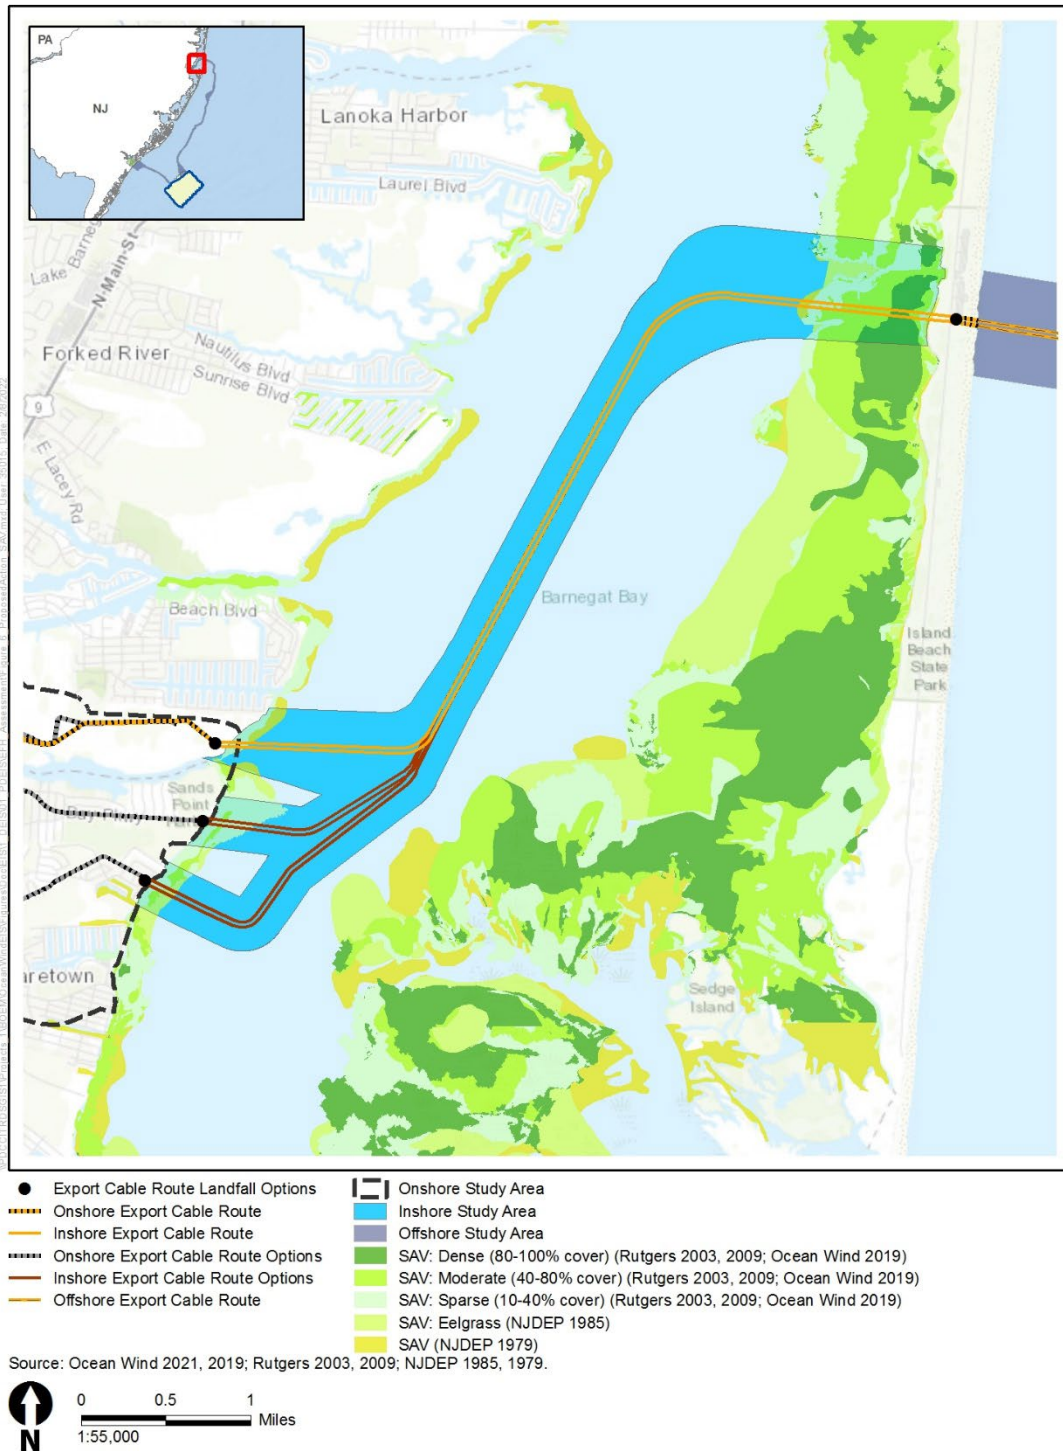 PA
NJ
Lanoka Harbor
Laurel Blvd
Lake Barneg
N-Main-St
Forked River
Nautilus Blvd
Sunrise Blvd
9
E Lacey Rd
Beach Blvd
Barnegat Bay
Island
Beach
State
Park
Sands
Point
Bay Pkwy
aretown
Sedge
Island
Export Cable Route Landfall Options
Onshore Export Cable Route
Inshore Export Cable Route
Onshore Export Cable Route Options
Inshore Export Cable Route Options
Offshore Export Cable Route
Onshore Study Area
Inshore Study Area
Offshore Study Area
SAV: Dense (80-100% cover) (Rutgers 2003, 2009; Ocean Wind 2019)
SAV: Moderate (40-80% cover) (Rutgers 2003, 2009; Ocean Wind 2019)
SAV: Sparse (10-40% cover) (Rutgers 2003, 2009; Ocean Wind 2019)
SAV: Eelgrass (NJDEP 1985)
SAV (NJDEP 1979)
Source: Ocean Wind 2021, 2019; Rutgers 2003, 2009; NJDEP 1985, 1979.
N
0 0.5 1
Miles
1:55,000